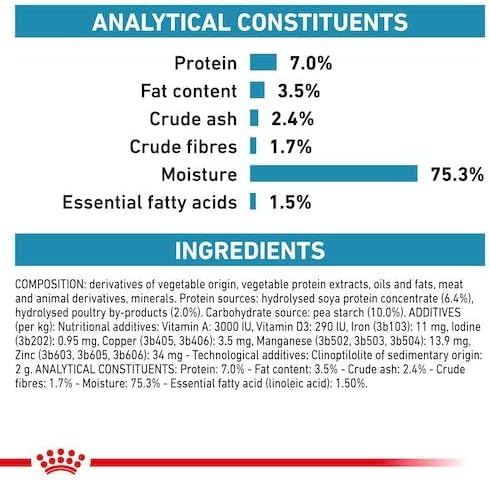 ANALYTICAL CONSTITUENTS
Protein 7.0%
Fat content 3.5%
Crude ash 2.4%
Crude fibres 1.7%
Moisture 75.3%
Essential fatty acids 1.5%
INGREDIENTS
COMPOSITION: derivatives of vegetable origin, vegetable protein extracts, oils and fats, meat
and animal derivatives, minerals. Protein sources: hydrolysed soya protein concentrate (6.4%),
hydrolysed poultry by-products (2.0%). Carbohydrate source: pea starch (10.0%). ADDITIVES
(per kg): Nutritional additives: Vitamin A: 3000 IU, Vitamin D3: 290 IU, Iron (3b103): 11 mg, Iodine
(3b202): 0.95 mg, Copper (3b405, 3b406): 3.5 mg, Manganese (3b502, 3b503, 3b504): 13.9 mg,
Zinc (3b603, 3b605, 3b606): 34 mg - Technological additives: Clinoptilolite of sedimentary origin:
2 g. ANALYTICAL CONSTITUENTS: Protein: 7.0% - Fat content: 3.5% - Crude ash: 2.4% - Crude
fibres: 1.7% - Moisture: 75.3% - Essential fatty acid (linoleic acid): 1.50%.